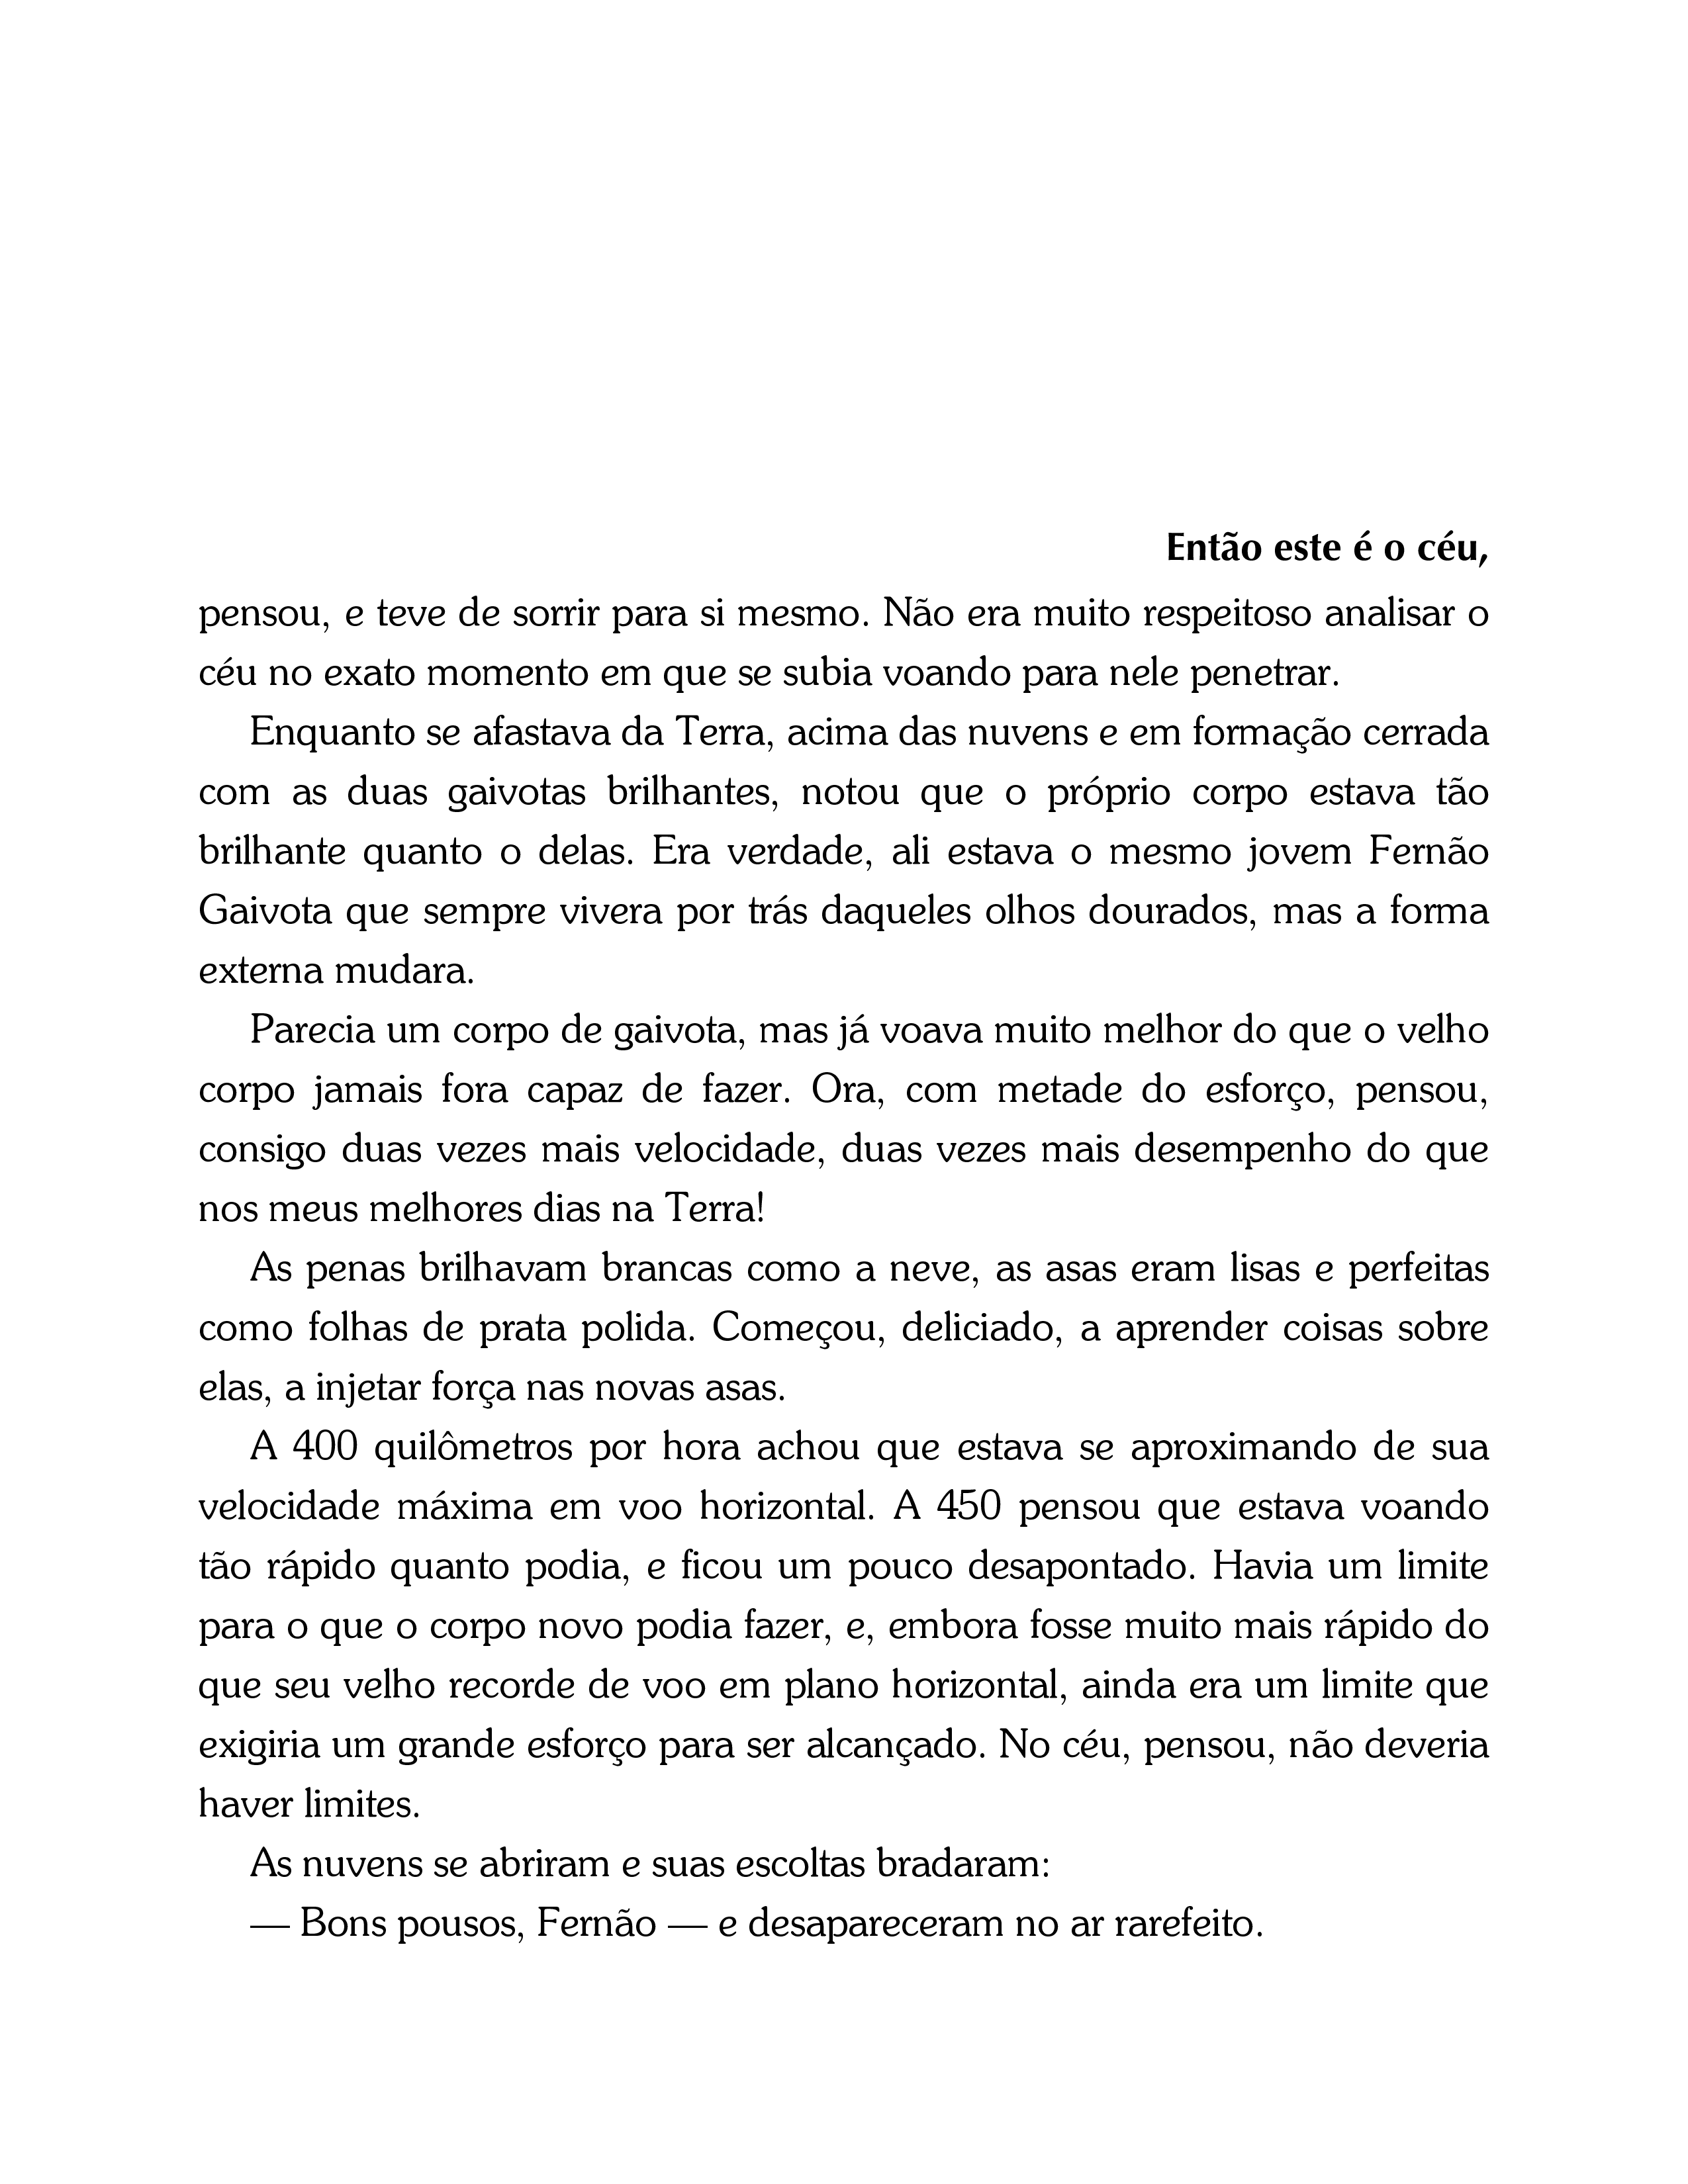 Então este é o céu,
pensou, e teve de sorrir para si mesmo. Não era muito respeitoso analisar o
céu no exato momento em que se subia voando para nele penetrar.
Enquanto se afastava da Terra, acima das nuvens e em formação cerrada
com as duas gaivotas brilhantes, notou que o próprio corpo estava tão
brilhante quanto o delas. Era verdade, ali estava o mesmo jovem Fernão
Gaivota que sempre vivera por trás daqueles olhos dourados, mas a forma
externa mudara.
Parecia um corpo de gaivota, mas já voava muito melhor do que o velho
corpo jamais fora capaz de fazer. Ora, com metade do esforço, pensou,
consigo duas vezes mais velocidade, duas vezes mais desempenho do que
nos meus melhores dias na Terra!
As penas brilhavam brancas como a neve, as asas eram lisas e perfeitas
como folhas de prata polida. Começou, deliciado, a aprender coisas sobre
elas, a injetar força nas novas asas.
A 400 quilômetros por hora achou que estava se aproximando de sua
velocidade máxima em voo horizontal. A 450 pensou que estava voando
tão rápido quanto podia, e ficou um pouco desapontado. Havia um limite
para o que o corpo novo podia fazer, e, embora fosse muito mais rápido do
que seu velho recorde de voo em plano horizontal, ainda era um limite que
exigiria um grande esforço para ser alcançado. No céu, pensou, não deveria
haver limites.
As nuvens se abriram e suas escoltas bradaram:
— Bons pousos, Fernão — e desapareceram no ar rarefeito.